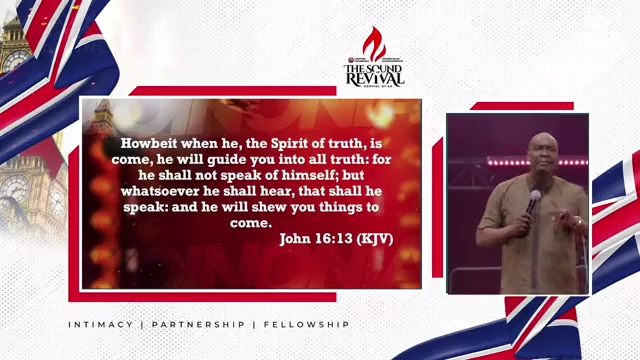 THE SOUND
OF REVIVAL
Howbeit when he, the Spirit of truth, is
come, he will guide you into all truth: for
he shall not speak of himself; but
whatsoever he shall hear, that shall he
speak: and he will shew you things to
come.
John 16:13 (KJV)
INTIMACY | PARTNERSHIP | FELLOWSHIP